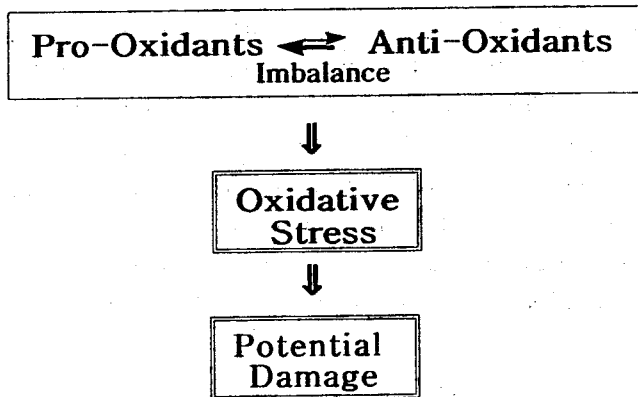 Pro-Oxidants ⇌ Anti-Oxidants
Imbalance
⇓
Oxidative
Stress
⇓
Potential
Damage